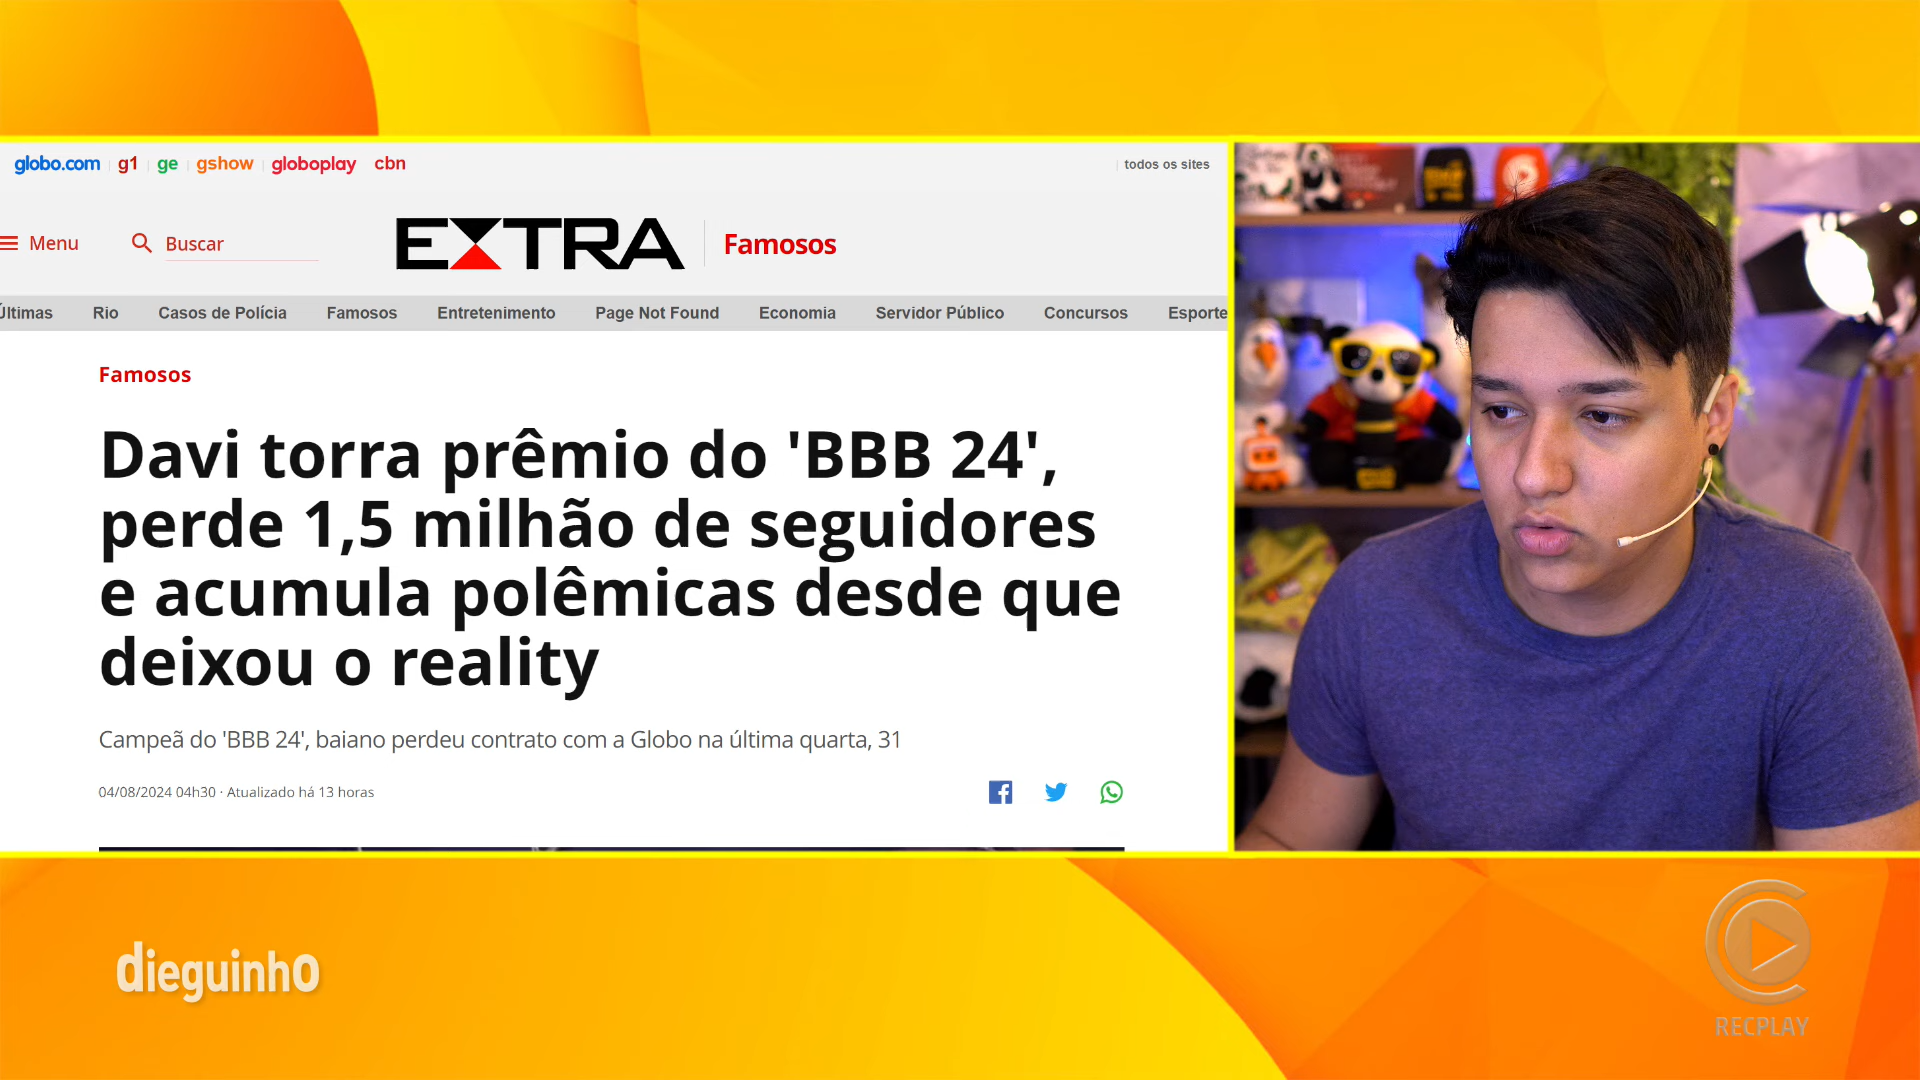 globo.com g1 ge gshow globoplay cbn todos os sites
Menu Buscar EXTRA Famosos
Últimas Rio Casos de Polícia Famosos Entretenimento Page Not Found Economia Servidor Público Concursos Esporte
Famosos
Davi torra prêmio do 'BBB 24',
perde 1,5 milhão de seguidores
e acumula polêmicas desde que
deixou o reality
Campeã do 'BBB 24', baiano perdeu contrato com a Globo na última quarta, 31
04/08/2024 04h30 · Atualizado há 13 horas
dieguinho
RECPLAY